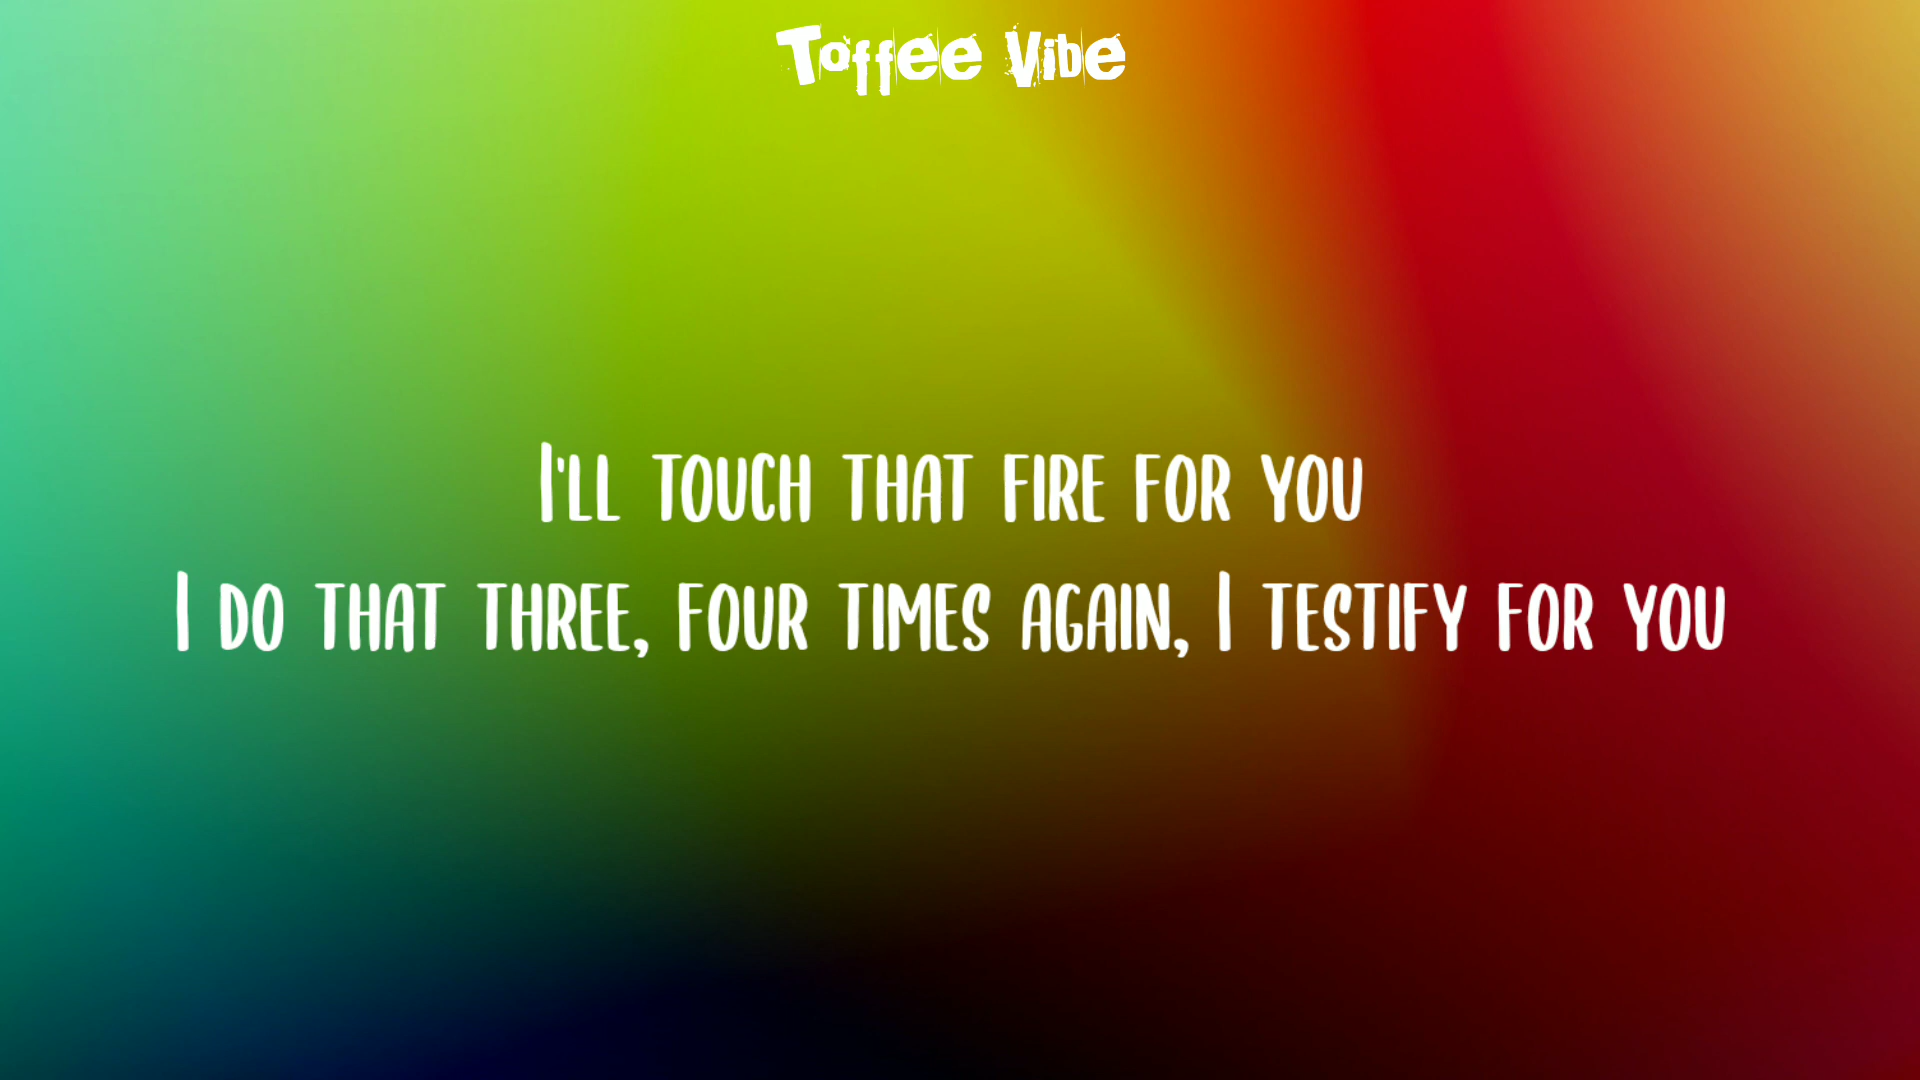 Toffee Vibe
I'll touch that fire for you
I do that three, four times again, I testify for you